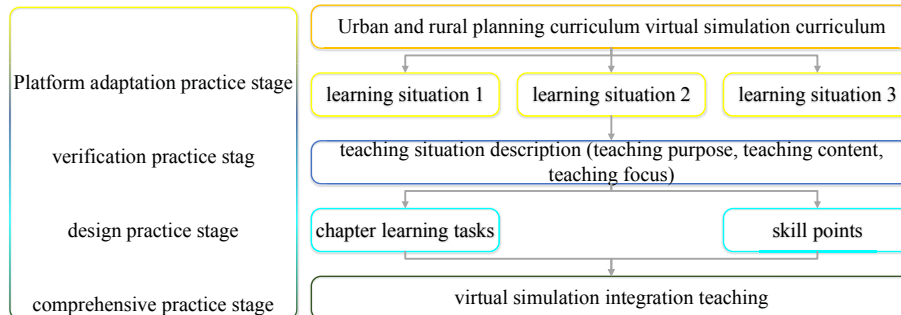 Urban and rural planning curriculum virtual simulation curriculum
Platform adaptation practice stage
learning situation 1
learning situation 2
learning situation 3
verification practice stag
teaching situation description (teaching purpose, teaching content,
teaching focus)
design practice stage
chapter learning tasks
skill points
comprehensive practice stage
virtual simulation integration teaching